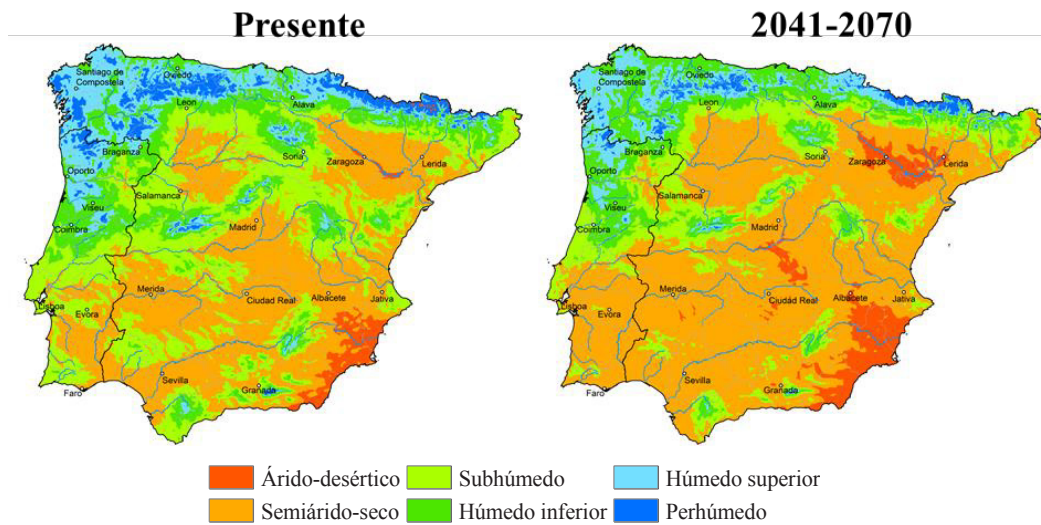 Presente
2041-2070
Santiago de
Compostela
Oviedo
Leon
Alava
Braganza
Soria
Zaragoza
Lerida
Oporto
Salamanca
Viseu
Coimbra
Madrid
Lisboa
Merida
Ciudad Real
Albacete
Jativa
Evora
Sevilla
Granada
Faro
Santiago de
Compostela
Oviedo
Leon
Alava
Braganza
Soria
Zaragoza
Lerida
Oporto
Salamanca
Viseu
Coimbra
Madrid
Lisboa
Merida
Ciudad Real
Albacete
Jativa
Evora
Sevilla
Granada
Faro
Árido-desértico
Subhúmedo
Húmedo superior
Semiárido-seco
Húmedo inferior
Perhúmedo